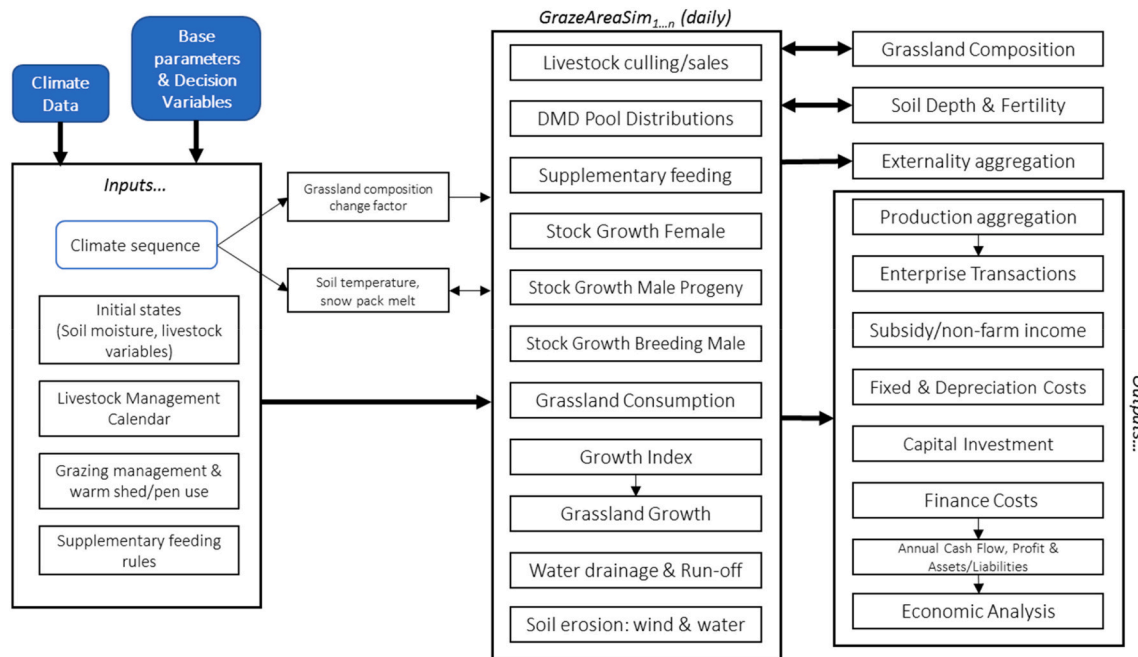 Climate
Data
Base
parameters
& Decision
Variables
Inputs...
Climate sequence
Initial states
(Soil moisture, livestock
variables)
Livestock Management
Calendar
Grazing management &
warm shed/pen use
Supplementary feeding
rules
Grassland composition
change factor
Soil temperature,
snow pack melt
GrazeAreaSim1...n (daily)
Livestock culling/sales
DMD Pool Distributions
Supplementary feeding
Stock Growth Female
Stock Growth Male Progeny
Stock Growth Breeding Male
Grassland Consumption
Growth Index
Grassland Growth
Water drainage & Run-off
Soil erosion: wind & water
Grassland Composition
Soil Depth & Fertility
Externality aggregation
Production aggregation
Enterprise Transactions
Subsidy/non-farm income
Fixed & Depreciation Costs
Capital Investment
Finance Costs
Annual Cash Flow, Profit &
Assets/Liabilities
Economic Analysis
Outputs...